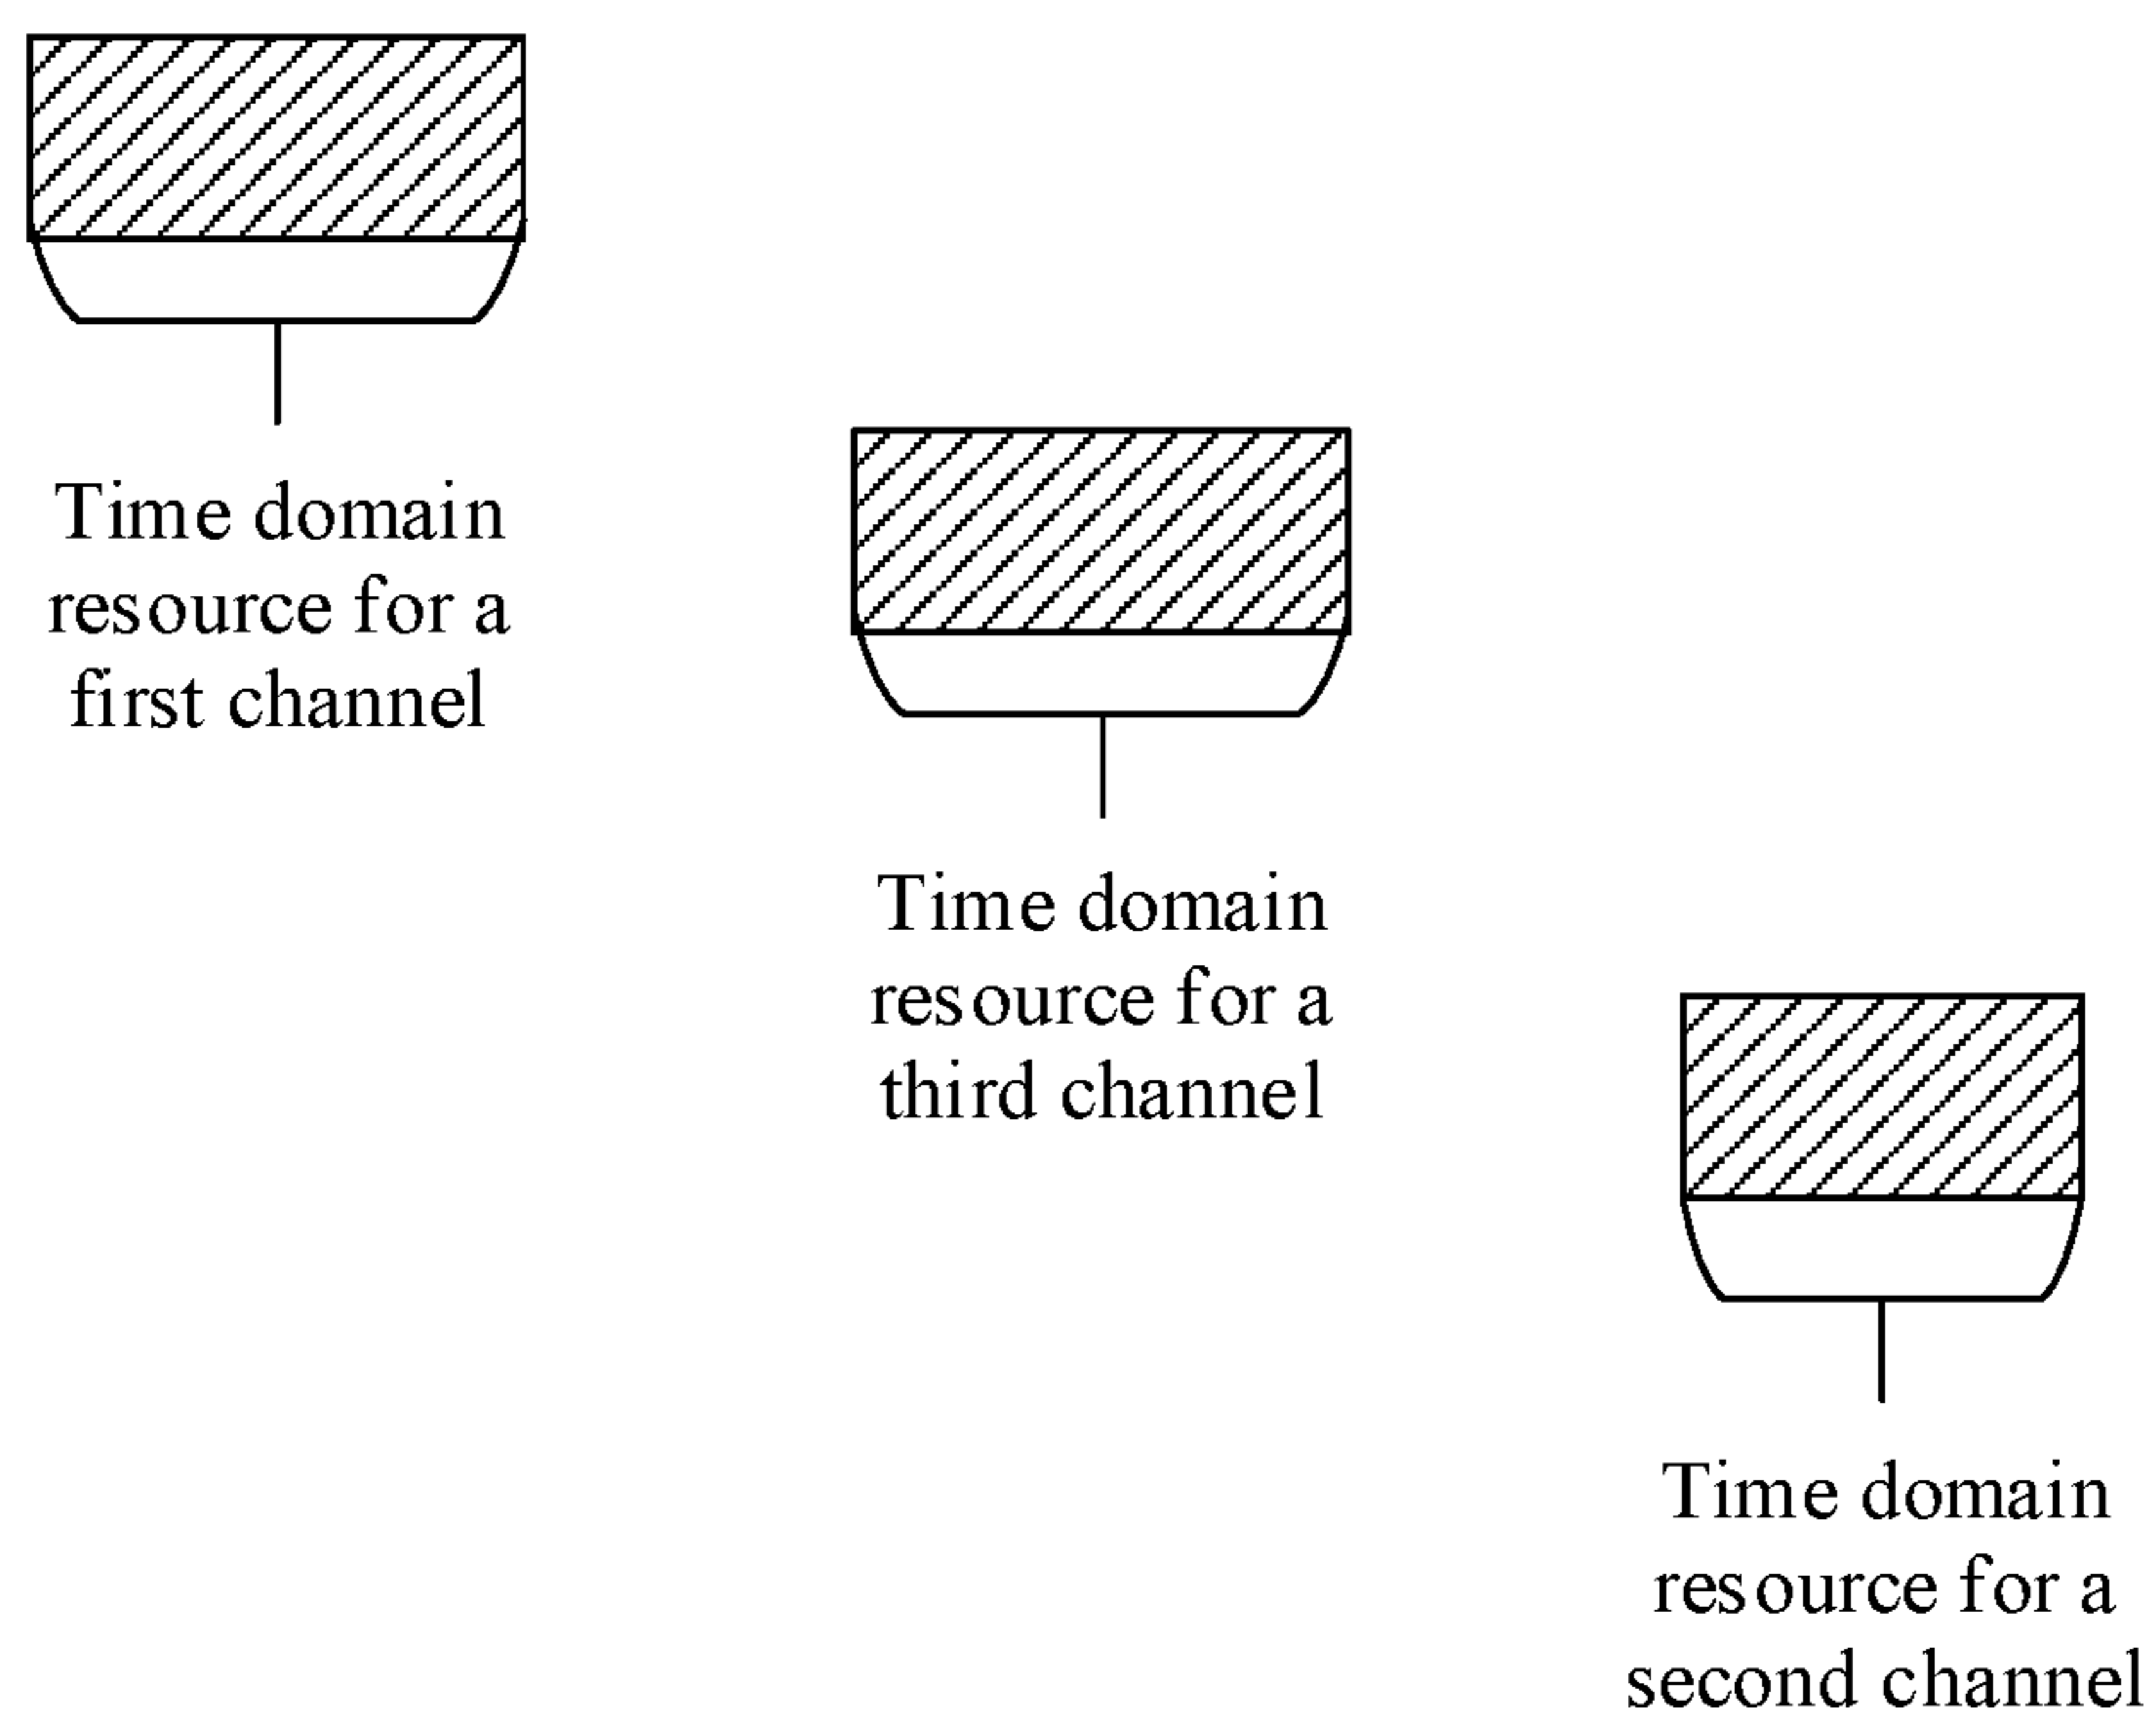 Time domain
resource for a
first channel
Time domain
resource for a
third channel
Time domain
resource for a
second channel